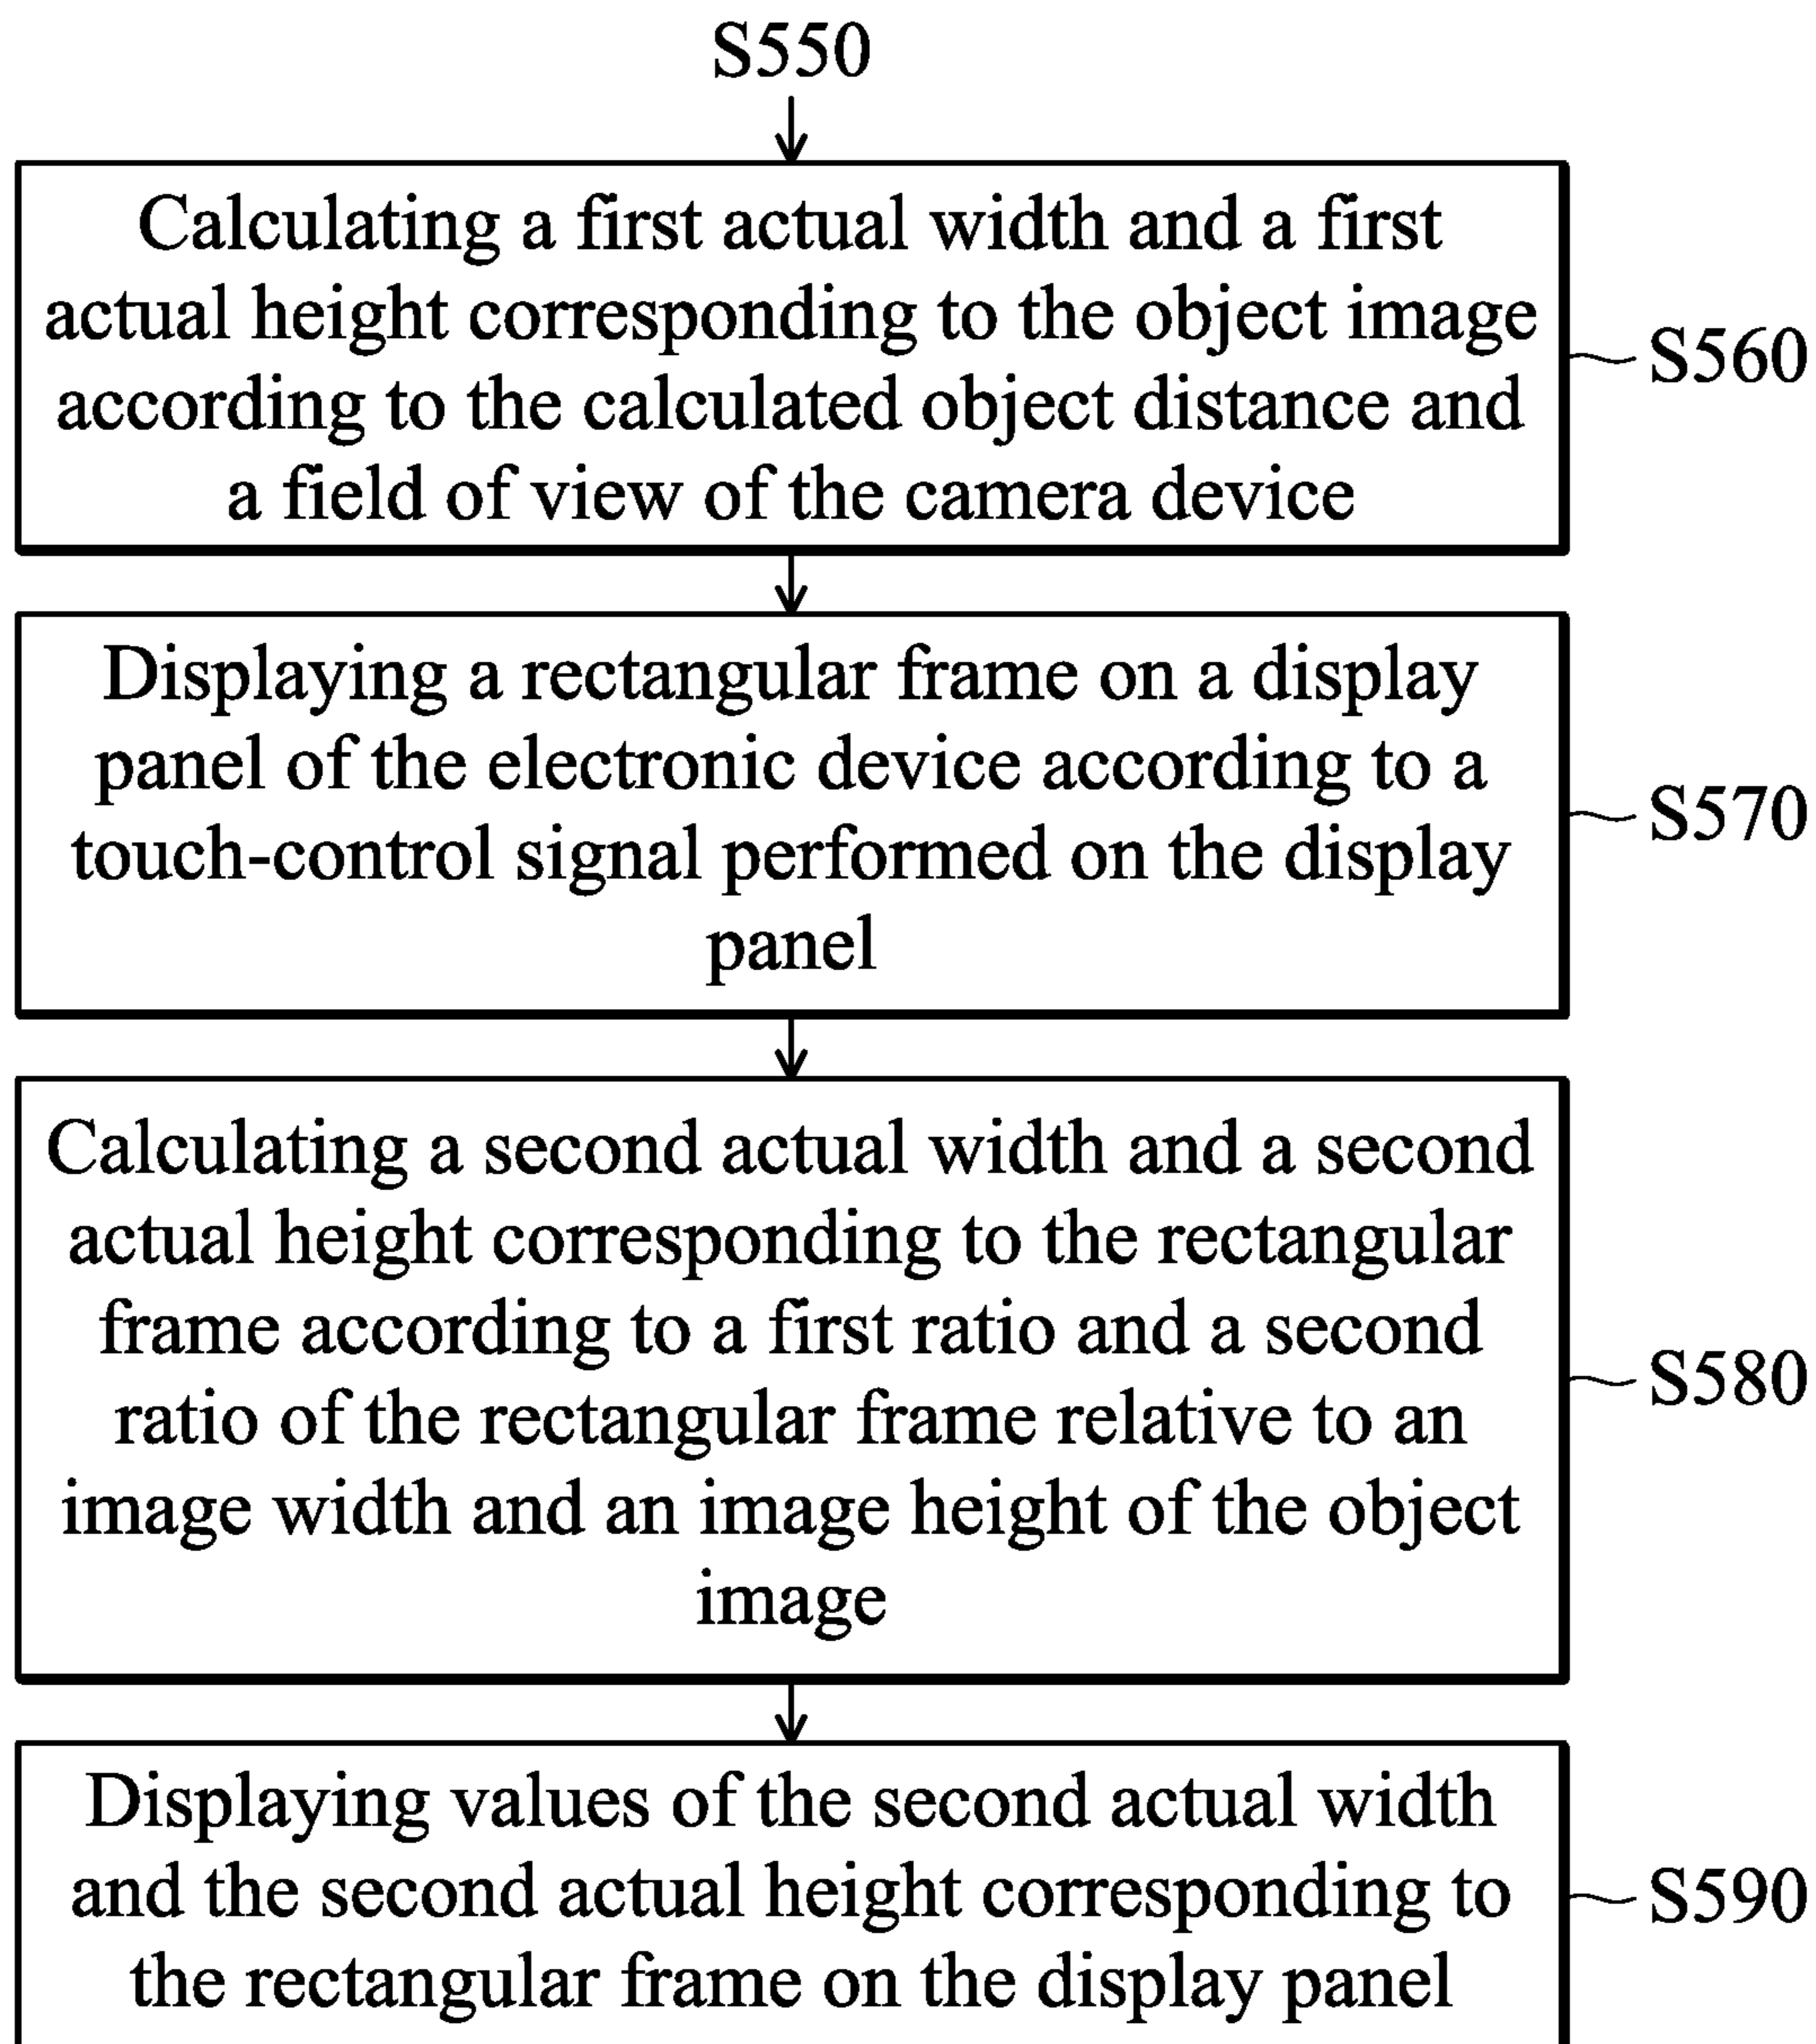 S550
Calculating a first actual width and a first
actual height corresponding to the object image
according to the calculated object distance and
a field of view of the camera device
S560
Displaying a rectangular frame on a display
panel of the electronic device according to a
touch-control signal performed on the display
panel
S570
Calculating a second actual width and a second
actual height corresponding to the rectangular
frame according to a first ratio and a second
ratio of the rectangular frame relative to an
image width and an image height of the object
image
S580
Displaying values of the second actual width
and the second actual height corresponding to
the rectangular frame on the display panel
S590